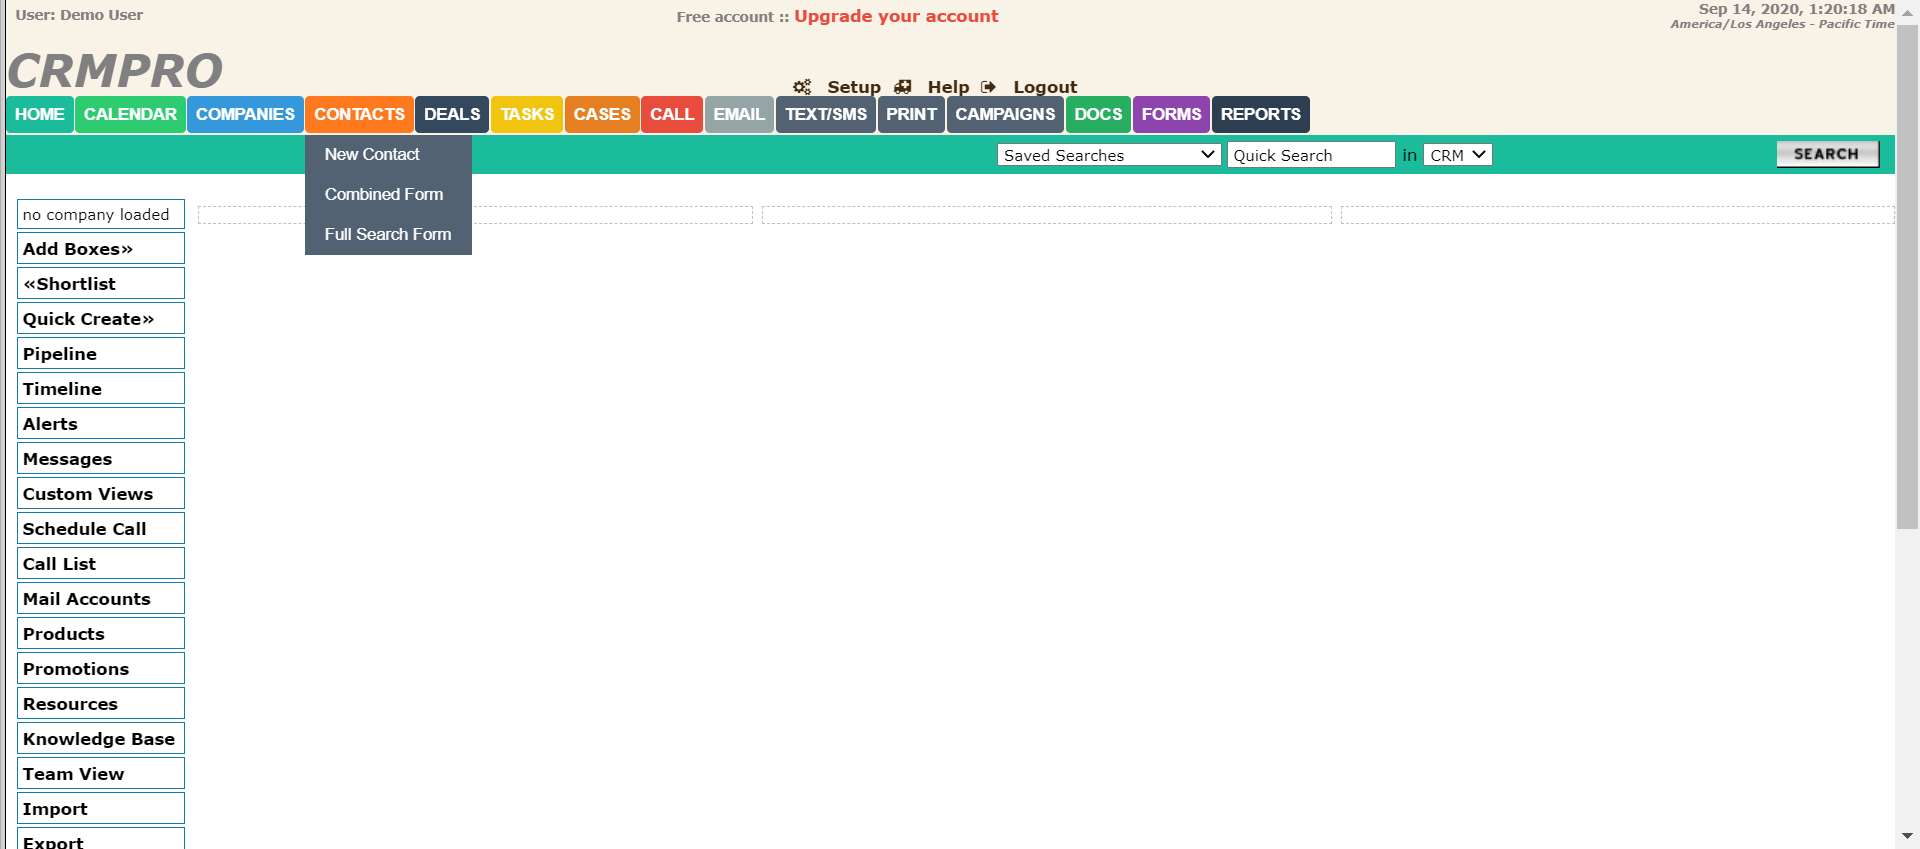 User: Demo User
Free account :: Upgrade your account
Sep 14, 2020, 1:20:18 AM
America/Los Angeles - Pacific Time
CRMPRO
Setup Help Logout
HOME CALENDAR COMPANIES CONTACTS DEALS TASKS CASES CALL EMAIL TEXT/SMS PRINT CAMPAIGNS DOCS FORMS REPORTS
New Contact
Combined Form
Full Search Form
Saved Searches Quick Search in CRM SEARCH
no company loaded
Add Boxes»
«Shortlist
Quick Create»
Pipeline
Timeline
Alerts
Messages
Custom Views
Schedule Call
Call List
Mail Accounts
Products
Promotions
Resources
Knowledge Base
Team View
Import
Export